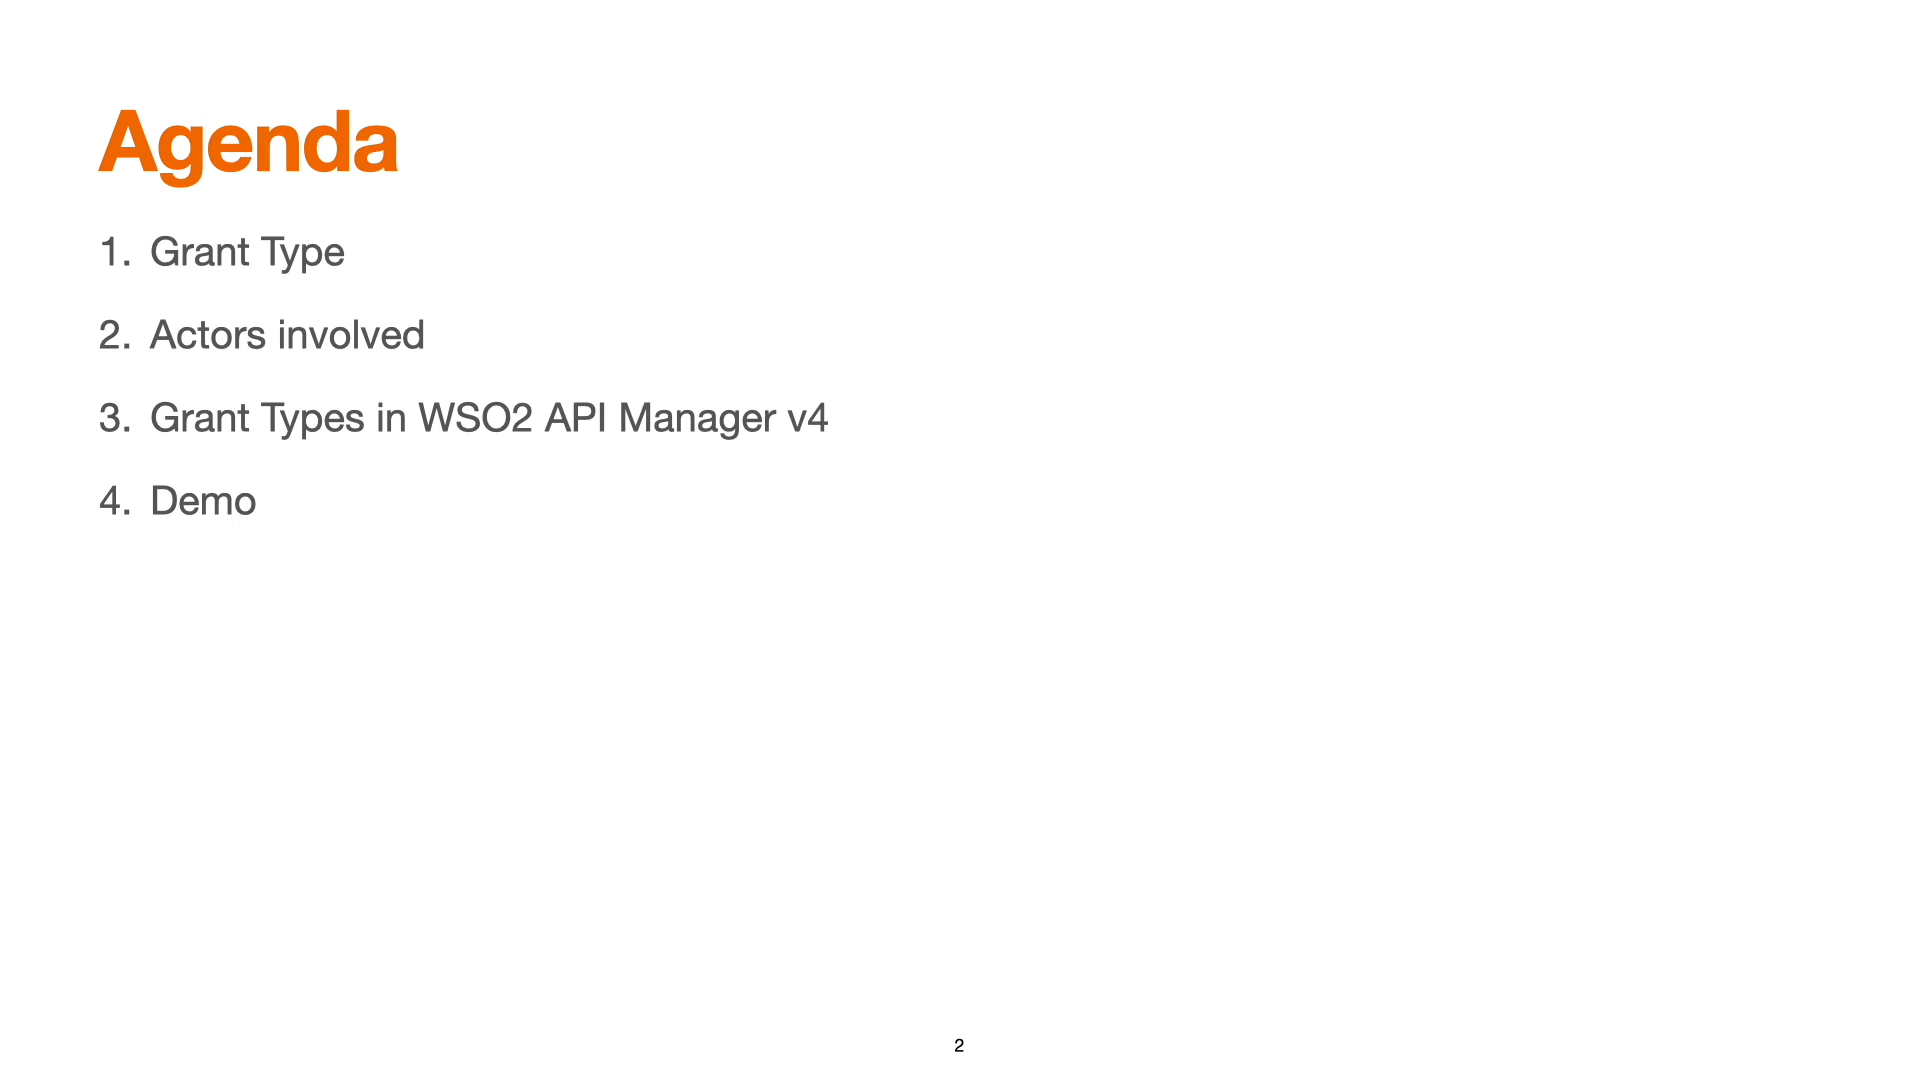 Agenda
1. Grant Type
2. Actors involved
3. Grant Types in WSO2 API Manager v4
4. Demo
2